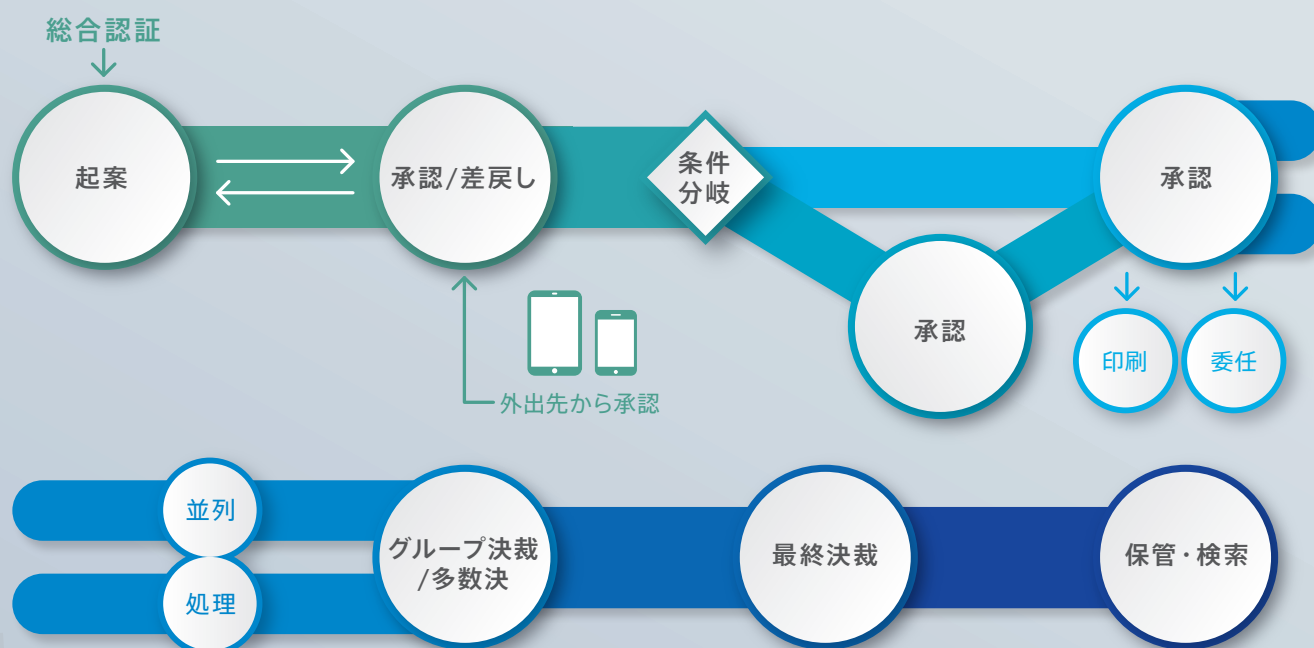 総合認証
起案
承認/差戻し
条件
分岐
承認
承認
印刷
委任
外出先から承認
並列
処理
グループ決裁
/多数決
最終決裁
保管・検索